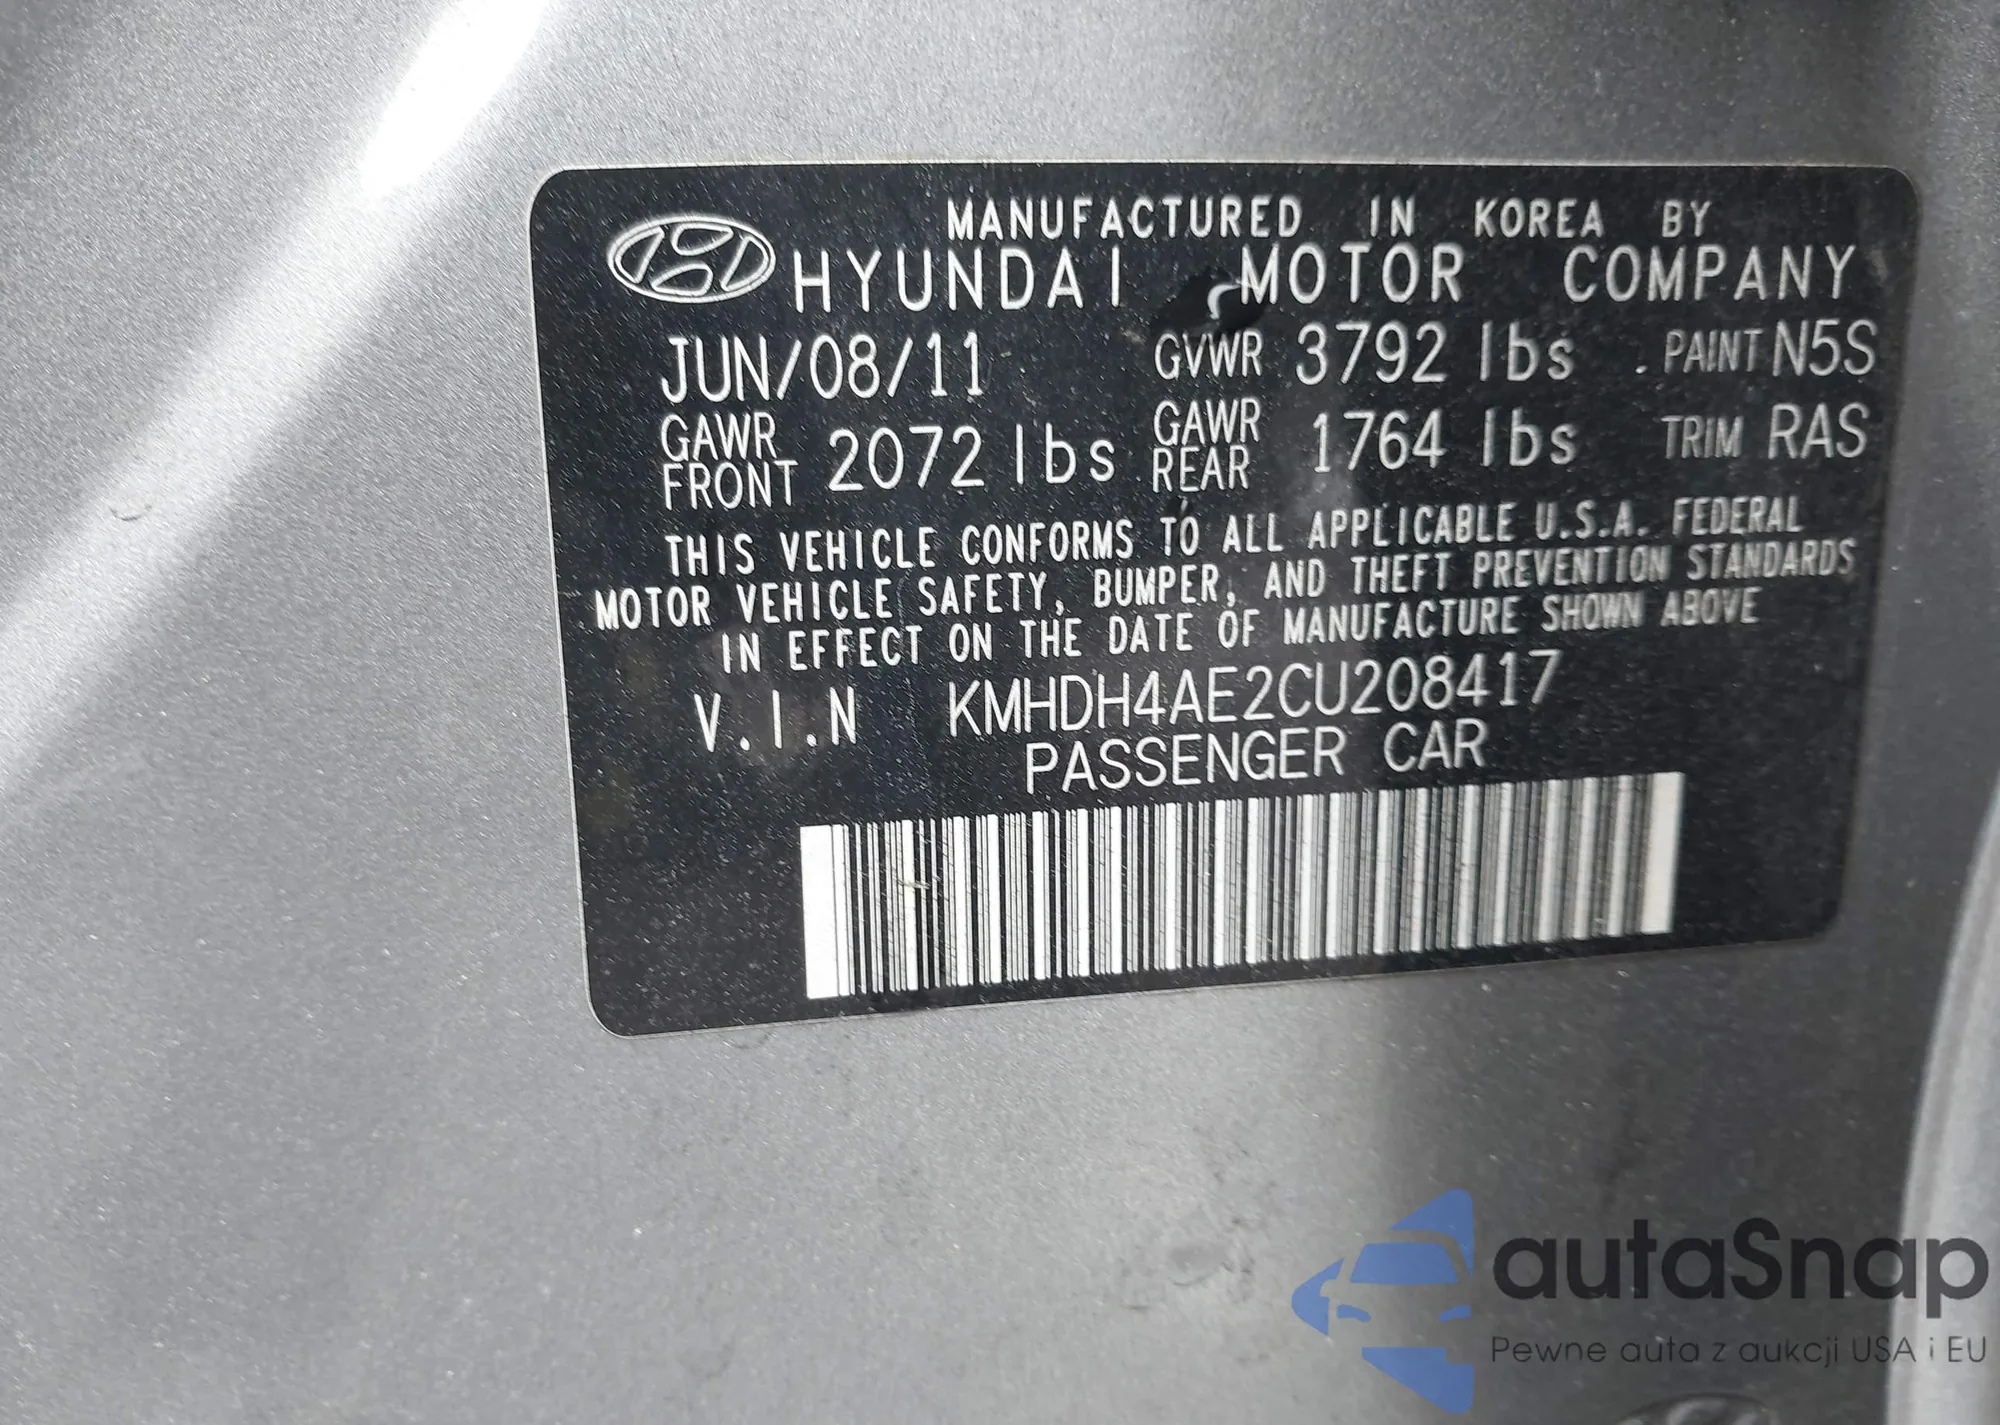 MANUFACTURED IN KOREA BY
HYUNDAI MOTOR COMPANY
JUN/08/11 GVWR 3792 lbs PAINT N5S
GAWR FRONT 2072 lbs GAWR REAR 1764 lbs TRIM RAS
THIS VEHICLE CONFORMS TO ALL APPLICABLE U.S.A. FEDERAL
MOTOR VEHICLE SAFETY, BUMPER, AND THEFT PREVENTION STANDARDS
IN EFFECT ON THE DATE OF MANUFACTURE SHOWN ABOVE
V.I.N KMHDH4AE2CU208417
PASSENGER CAR
autaSnap
Pewne auta z aukcji USA i EU